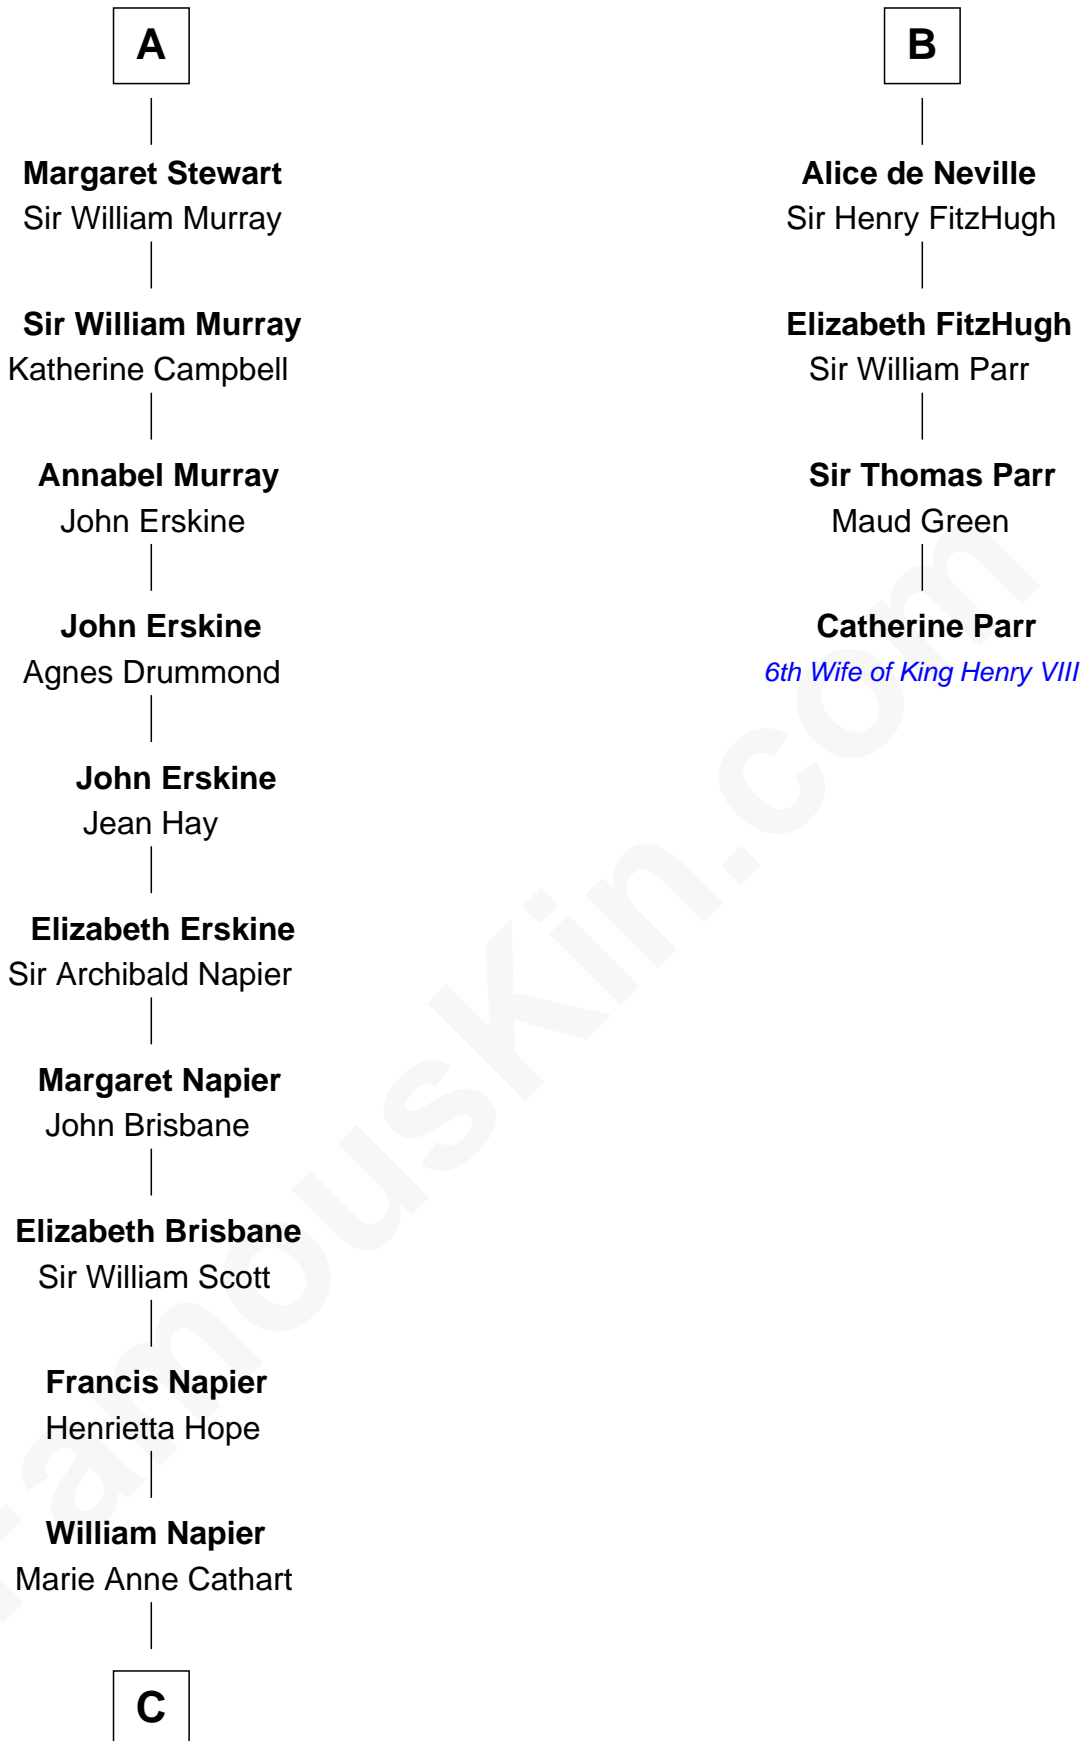 A
Margaret Stewart
Sir William Murray
Sir William Murray
Katherine Campbell
Annabel Murray
John Erskine
John Erskine
Agnes Drummond
John Erskine
Jean Hay
Elizabeth Erskine
Sir Archibald Napier
Margaret Napier
John Brisbane
Elizabeth Brisbane
Sir William Scott
Francis Napier
Henrietta Hope
William Napier
Marie Anne Cathart
C
B
Alice de Neville
Sir Henry FitzHugh
Elizabeth FitzHugh
Sir William Parr
Sir Thomas Parr
Maud Green
Catherine Parr
6th Wife of King Henry VIII
FamousKin.com